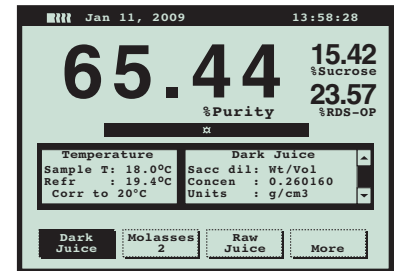 Jan 11, 2009 13:58:28
65.44 %Purity
15.42 %Sucrose
23.57 %RDS-OP
¤
Temperature
Sample T: 18.0ºC
Refr : 19.4ºC
Corr to 20°C
Dark Juice
Sacc dil: Wt/Vol
Concen : 0.260160
Units : g/cm3
Dark Juice
Molasses 2
Raw Juice
More